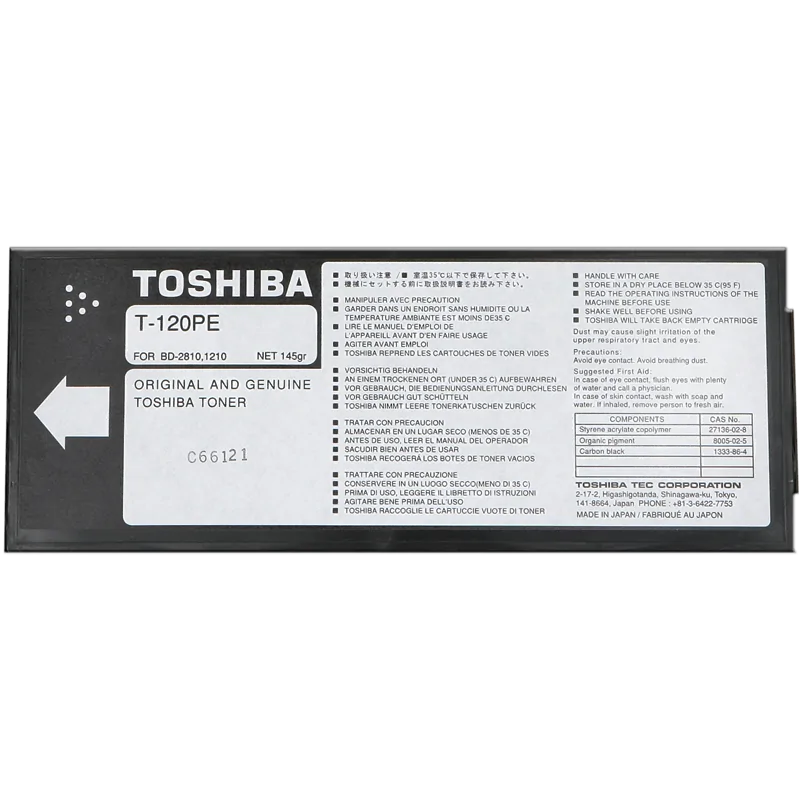 TOSHIBA
T-120PE
FOR BD-2810,1210 NET 145gr
ORIGINAL AND GENUINE
TOSHIBA TONER
C66121
■ 取り扱い注意 / ■ 室温35℃以下で保存して下さい。
■ 機械にセットする前に取扱説明書をお読み下さい。
■ MANIPULER AVEC PRECAUTION
■ GARDER DANS UN ENDROIT SANS HUMIDITE OU LA
TEMPERATURE AMBIANTE EST MOINS DE35 C
■ LIRE LE MANUEL D'EMPLOI DE
L'APPAREILL AVANT D'EN FAIRE USAGE
■ AGITER AVANT EMPLOI
■ TOSHIBA REPREND LES CARTOUCHES DE TONER VIDES
■ VORSICHTIG BEHANDELN
■ AN EINEM TROCKENEN ORT (UNDER 35 C) AUFBEWAHREN
■ VOR GEBRAUCH, DIE BEDIENUNGSANLEITUNG DURCHLESEN
■ VOR GEBRAUCH GUT SCHÜTTELN
■ TOSHIBA NIMMT LEERE TONERKATUSCHEN ZURÜCK
■ TRATAR CON PRECAUCION
■ ALMACENAR EN UN LUGAR SECO (MENOS DE 35 C)
■ ANTES DE USO, LEER EL MANUAL DEL OPERADOR
■ SACUDIR BIEN ANTES DE USAR
■ TOSHIBA RECOGERÁ LOS BOTES DE TONER VACIOS
■ TRATTARE CON PRECAZIONE
■ CONSERVERE IN UN LUOGO SECCO(MENO DI 35 C)
■ PRIMA DI USO, LEGGERE IL LIBRETTO DI ISTRUZIONI
■ AGITARE BENE PRIMA DELL'USO
■ TOSHIBA RACCOGLIE LE CARTUCCIE VUOTE DI TONER
■ HANDLE WITH CARE
■ STORE IN A DRY PLACE BELOW 35 C(95 F)
■ READ THE OPERATING INSTRUCTIONS OF THE
MACHINE BEFORE USE
■ SHAKE WELL BEFORE USING
■ TOSHIBA WILL TAKE BACK EMPTY CARTRIDGE
Dust may cause slight irritation of the
upper respiratory tract and eyes.
Precautions:
Avoid eye contact. Avoid breathing dust.
Suggested First Aid:
In case of eye contact, flush eyes with plenty
of water and call a physician.
In case of skin contact, wash with soap and
water. If inhaled, remove person to fresh air.
COMPONENTS CAS No.
Styrene acrylate copolymer 27136-02-8
Organic pigment 8005-02-5
Carbon black 1333-86-4
TOSHIBA TEC CORPORATION
2-17-2, Higashigotanda, Shinagawa-ku, Tokyo,
141-8664, Japan PHONE : +81-3-6422-7753
MADE IN JAPAN / FABRIQUÉ AU JAPON